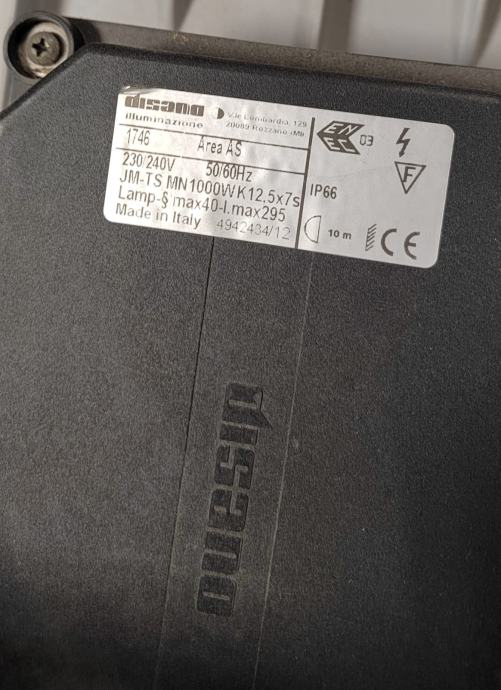 disano
illuminazione
V.le Lombardia, 129
20089 Rozzano (MI)
1746 Area AS
230/240V 50/60Hz
JM-TS MN1000W K12.5x7s
Lamp-§ max40-l.max295
Made in Italy 4942434/12
ENEC 03
F
IP66
10 m
CE
disano